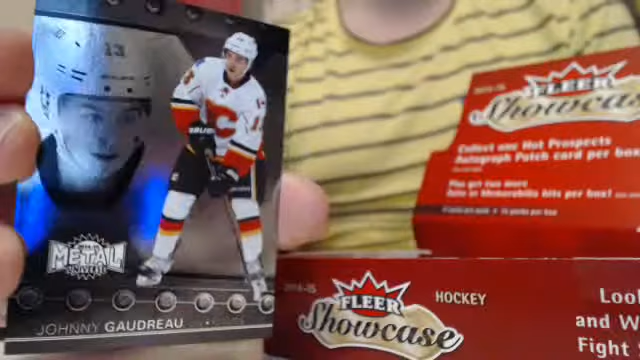 13
C
METAL
UNIVERSE
JOHNNY GAUDREAU
FLEER
Showcase
Collect one Hot Prospects
Autograph Patch card per box
Plus get two more
Auto or Memorabilia hits per box!
2014-15
FLEER
Showcase
HOCKEY
Look
and W
Fight